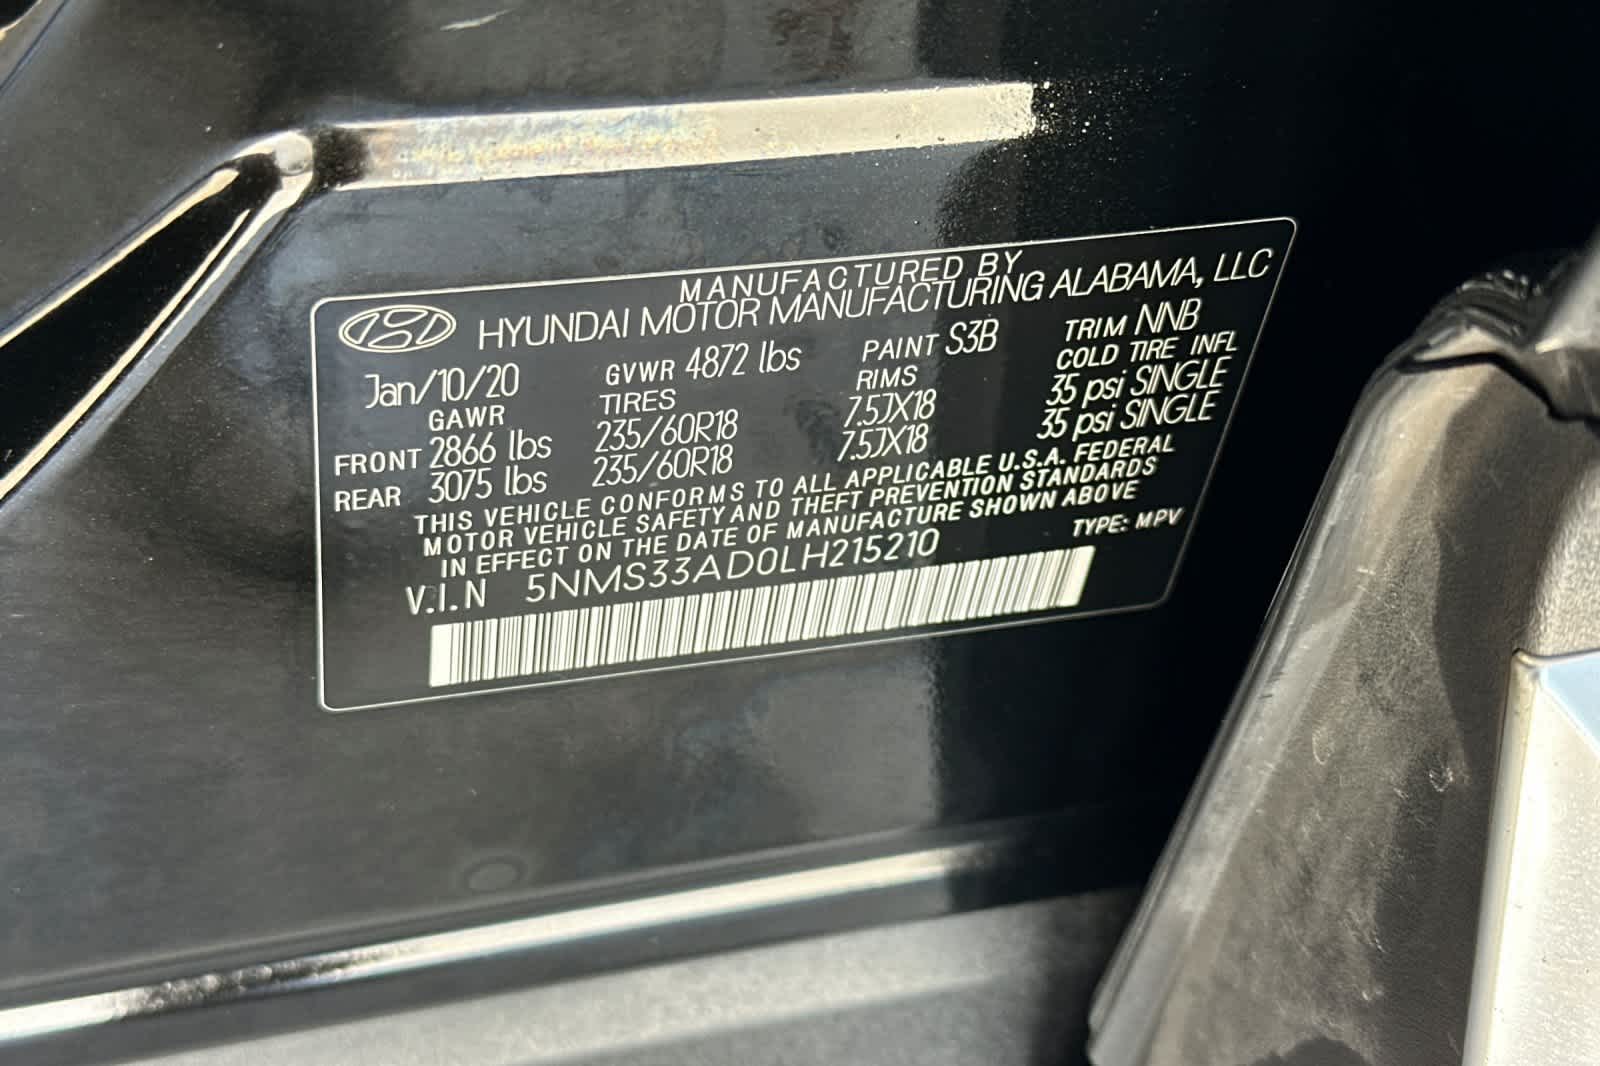 MANUFACTURED BY
HYUNDAI MOTOR MANUFACTURING ALABAMA, LLC
Jan/10/20 GVWR 4872 lbs PAINT S3B TRIM NNB
GAWR TIRES RIMS COLD TIRE INFL
FRONT 2866 lbs 235/60R18 7.5JX18 35 psi SINGLE
REAR 3075 lbs 235/60R18 7.5JX18 35 psi SINGLE
THIS VEHICLE CONFORMS TO ALL APPLICABLE U.S.A. FEDERAL
MOTOR VEHICLE SAFETY AND THEFT PREVENTION STANDARDS
IN EFFECT ON THE DATE OF MANUFACTURE SHOWN ABOVE
V.I.N 5NMS33AD0LH215210 TYPE: MPV